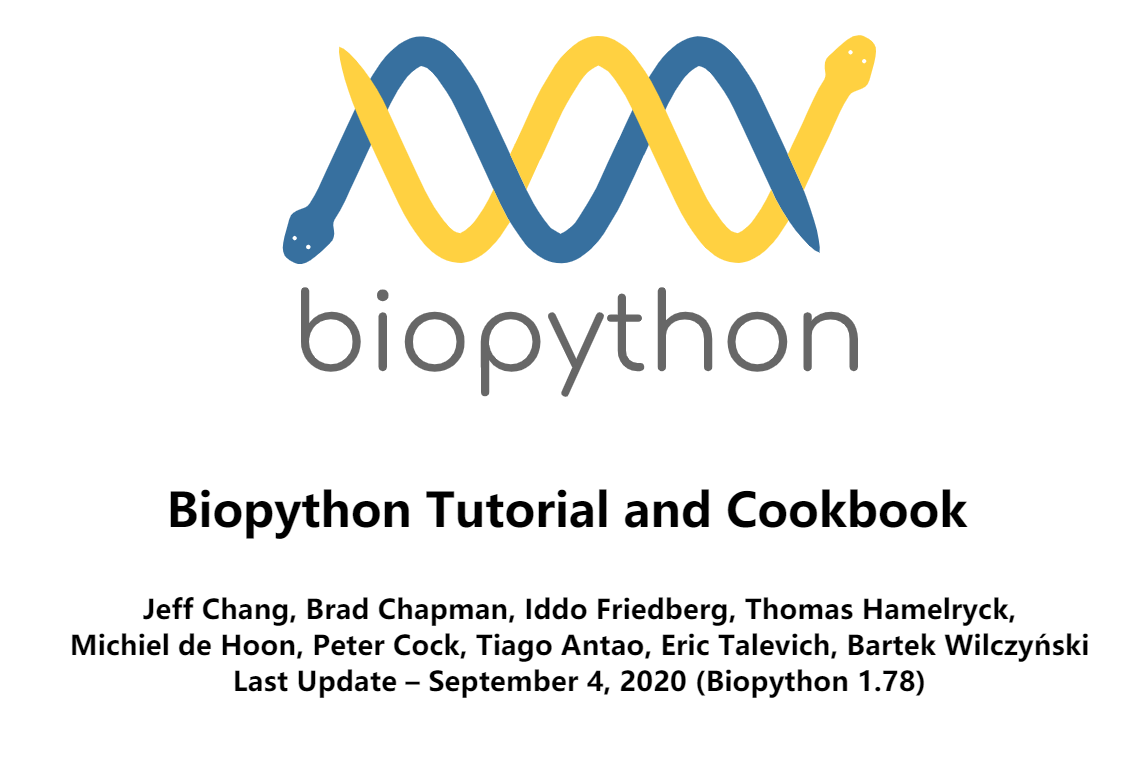 biopython
Biopython Tutorial and Cookbook
Jeff Chang, Brad Chapman, Iddo Friedberg, Thomas Hamelryck,
Michiel de Hoon, Peter Cock, Tiago Antao, Eric Talevich, Bartek Wilczyński
Last Update – September 4, 2020 (Biopython 1.78)